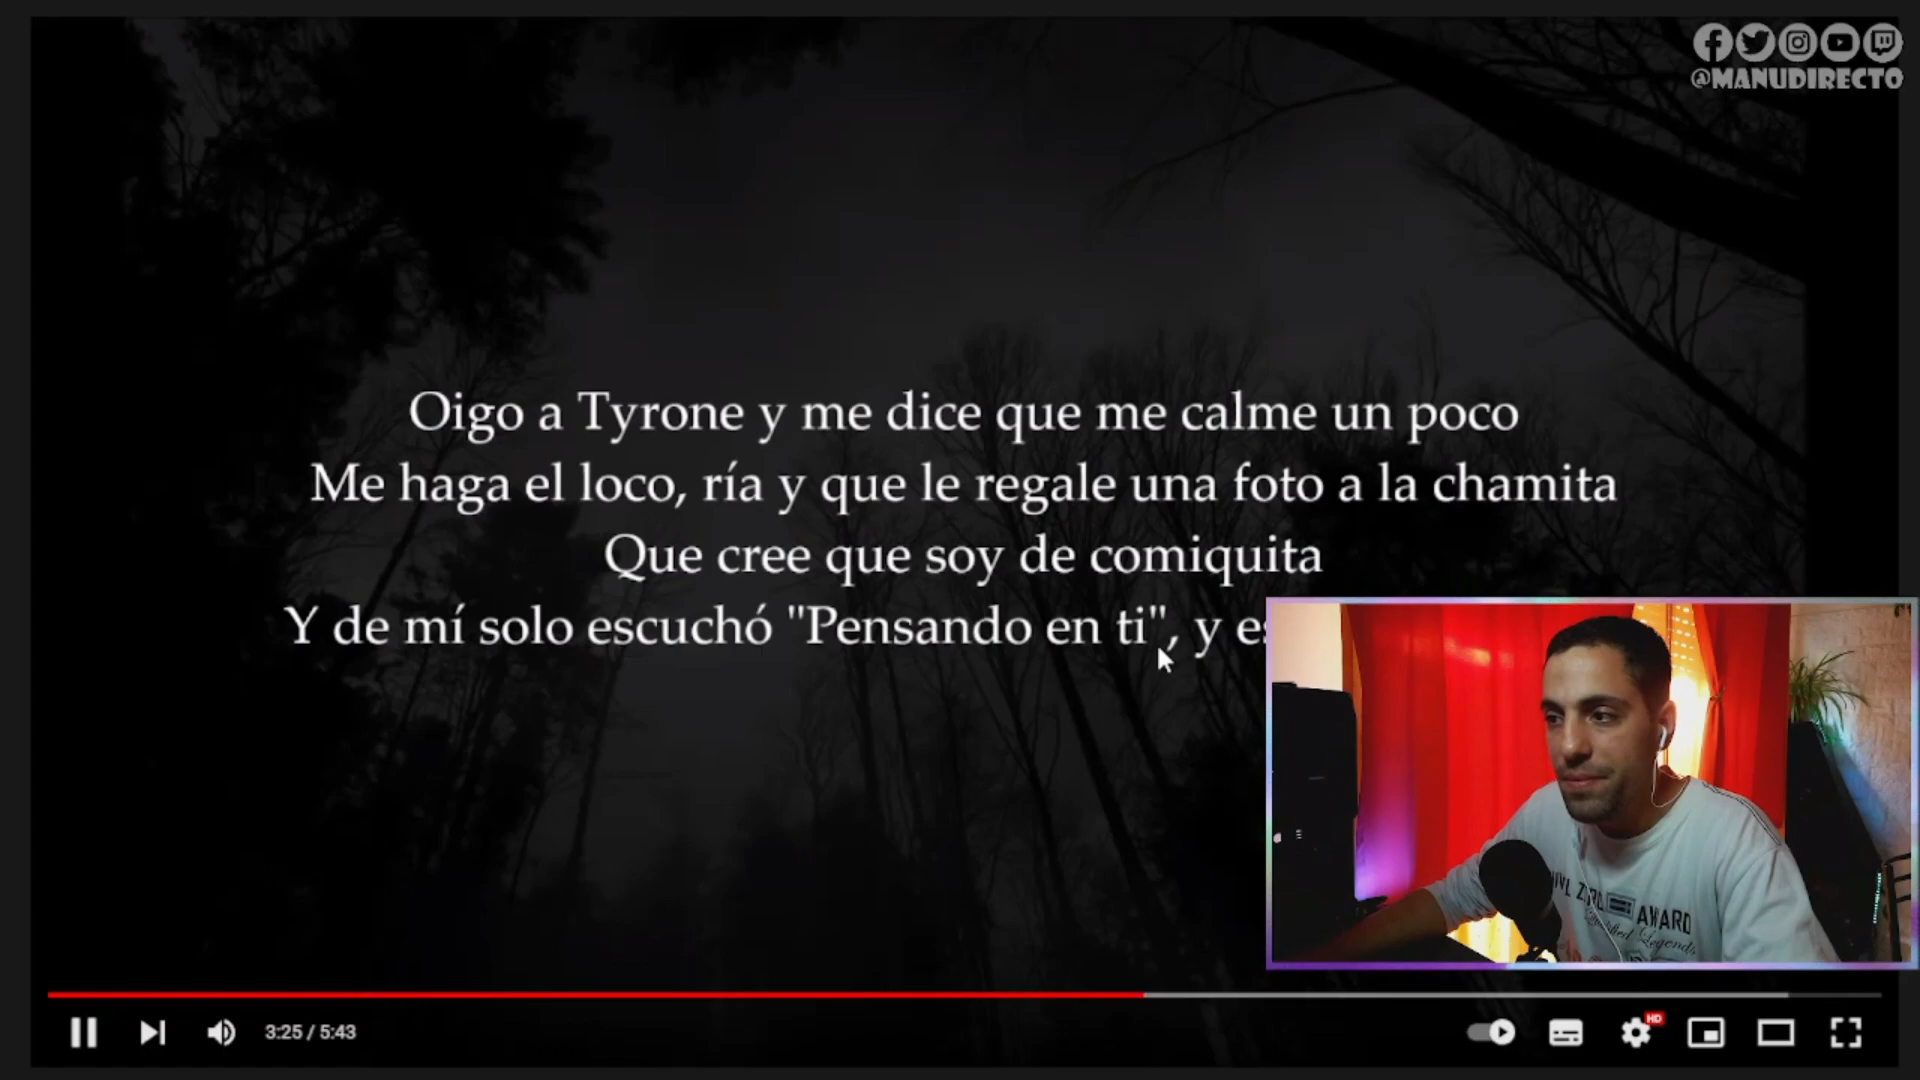 @MANUDIRECTO
Oigo a Tyrone y me dice que me calme un poco
Me haga el loco, ría y que le regale una foto a la chamita
Que cree que soy de comiquita
Y de mí solo escuchó "Pensando en ti", y
AWARD
3:25 / 5:43
HD